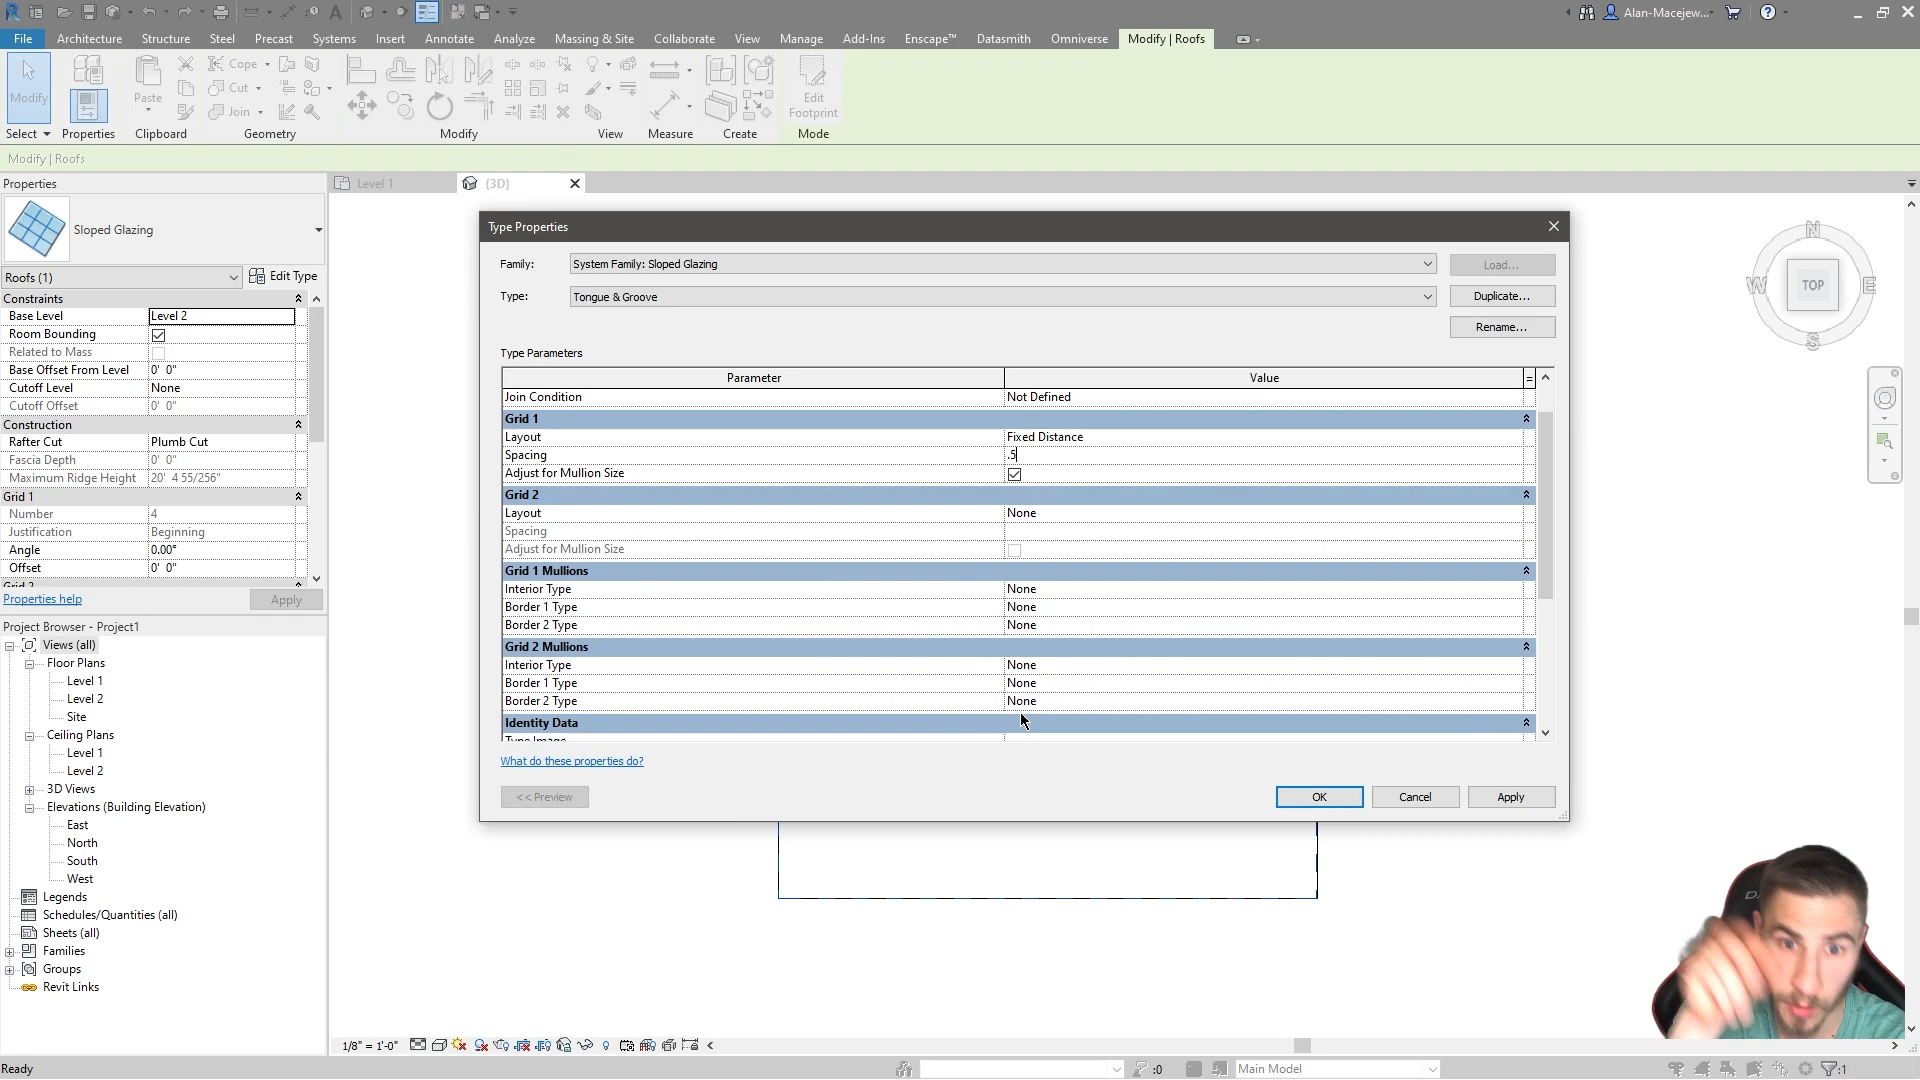 Alan-Macejew...
File Architecture Structure Steel Precast Systems Insert Annotate Analyze Massing & Site Collaborate View Manage Add-Ins Enscape™ Datasmith Omniverse Modify | Roofs
Modify
Paste
Cope
Cut
Join
Edit
Footprint
Select Properties Clipboard Geometry Modify View Measure Create Mode
Modify | Roofs
Properties
Sloped Glazing
Roofs (1) Edit Type
Constraints
Base Level Level 2
Room Bounding
Related to Mass
Base Offset From Level 0' 0"
Cutoff Level None
Cutoff Offset 0' 0"
Construction
Rafter Cut Plumb Cut
Fascia Depth 0' 0"
Maximum Ridge Height 20' 4 55/256"
Grid 1
Number 4
Justification Beginning
Angle 0.00°
Offset 0' 0"
Grid 2
Properties help Apply
Project Browser - Project1
Views (all)
Floor Plans
Level 1
Level 2
Site
Ceiling Plans
Level 1
Level 2
3D Views
Elevations (Building Elevation)
East
North
South
West
Legends
Schedules/Quantities (all)
Sheets (all)
Families
Groups
Revit Links
Level 1 {3D}
Type Properties
Family: System Family: Sloped Glazing Load...
Type: Tongue & Groove Duplicate...
Rename...
Type Parameters
Parameter Value =
Join Condition Not Defined
Grid 1
Layout Fixed Distance
Spacing .5
Adjust for Mullion Size
Grid 2
Layout None
Spacing
Adjust for Mullion Size
Grid 1 Mullions
Interior Type None
Border 1 Type None
Border 2 Type None
Grid 2 Mullions
Interior Type None
Border 1 Type None
Border 2 Type None
Identity Data
Type Image
What do these properties do?
<< Preview OK Cancel Apply
N
W TOP E
S
1/8" = 1'-0"
Ready :0 Main Model :1